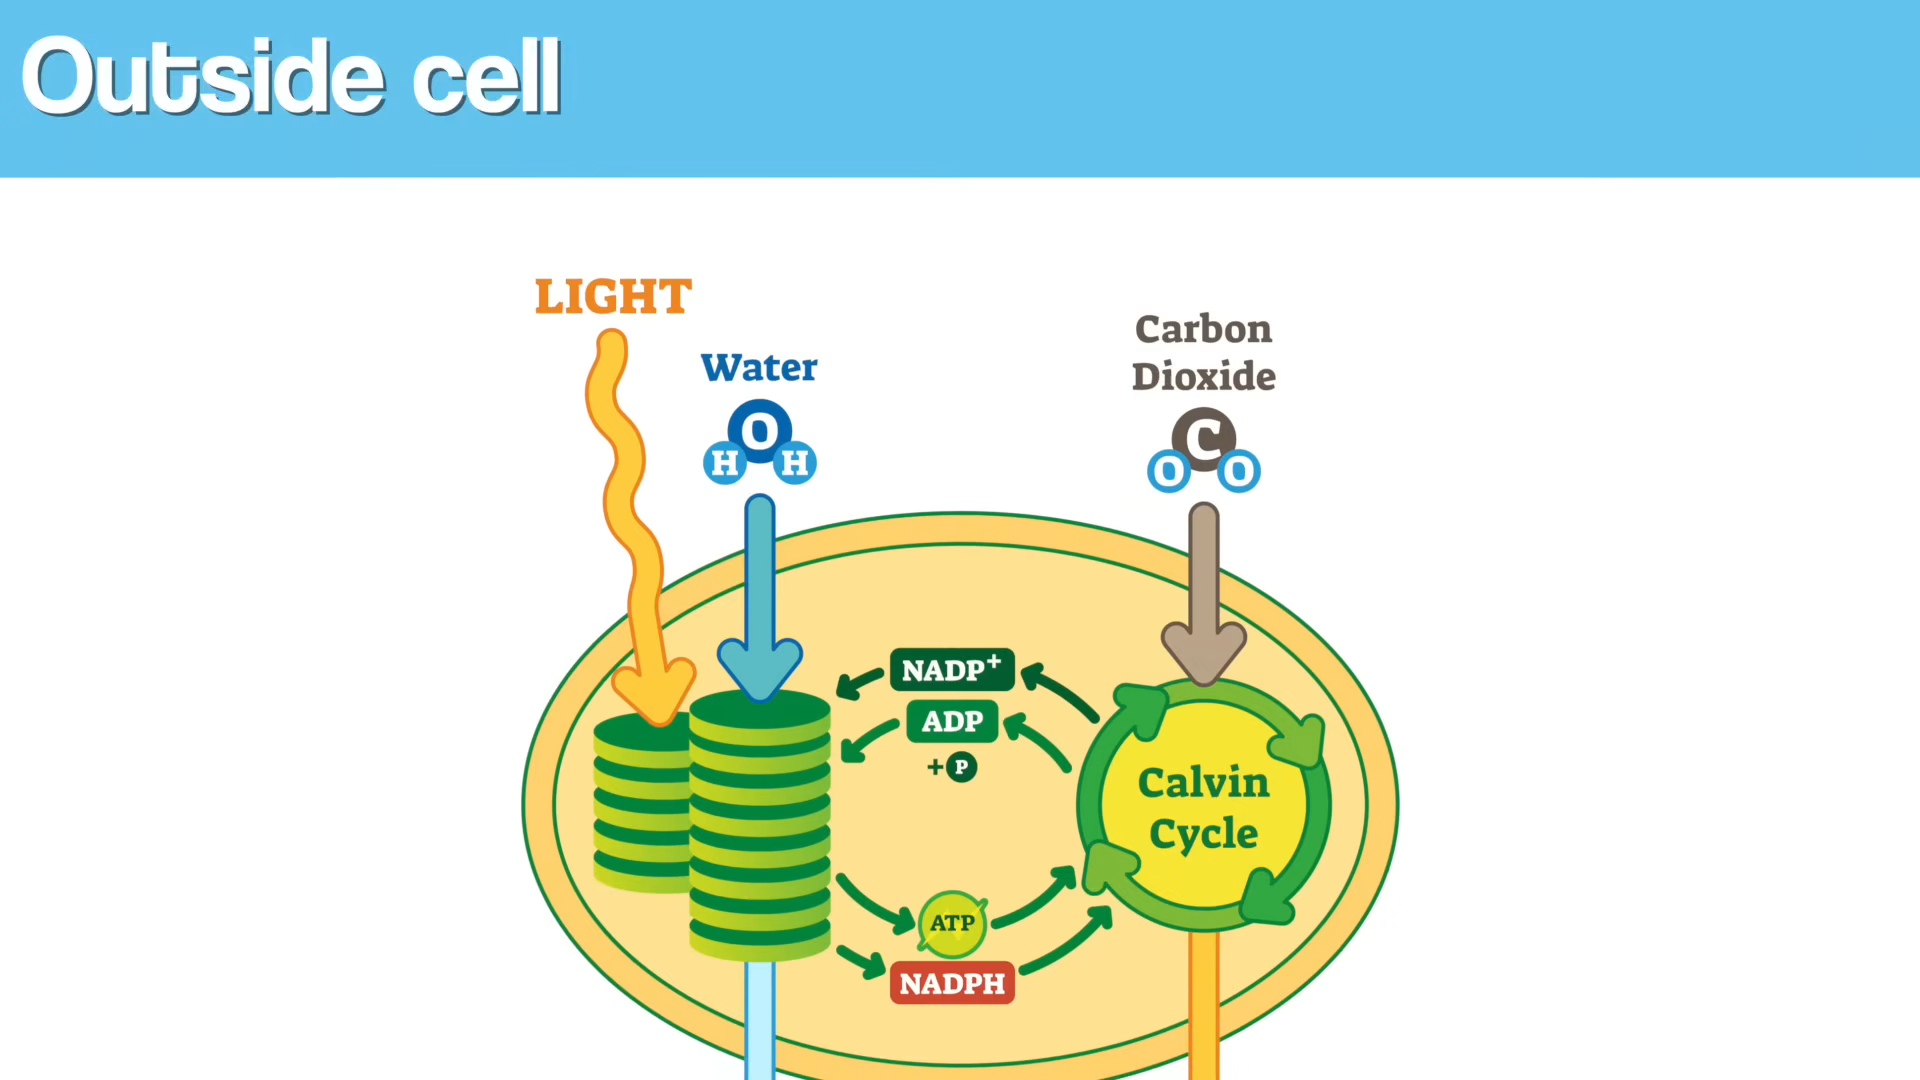 Outside cell
LIGHT
Water
O
H H
Carbon
Dioxide
C
O O
NADP+
ADP
+ P
Calvin
Cycle
ATP
NADPH